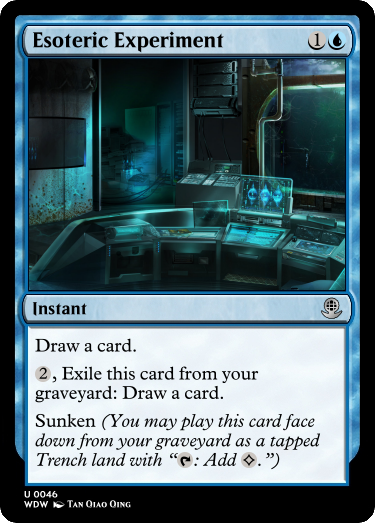 Esoteric Experiment 1
Instant
Draw a card.
2, Exile this card from your
graveyard: Draw a card.
Sunken (You may play this card face
down from your graveyard as a tapped
Trench land with “: Add .”)
U 0046
WDW Tan Qiao Qing